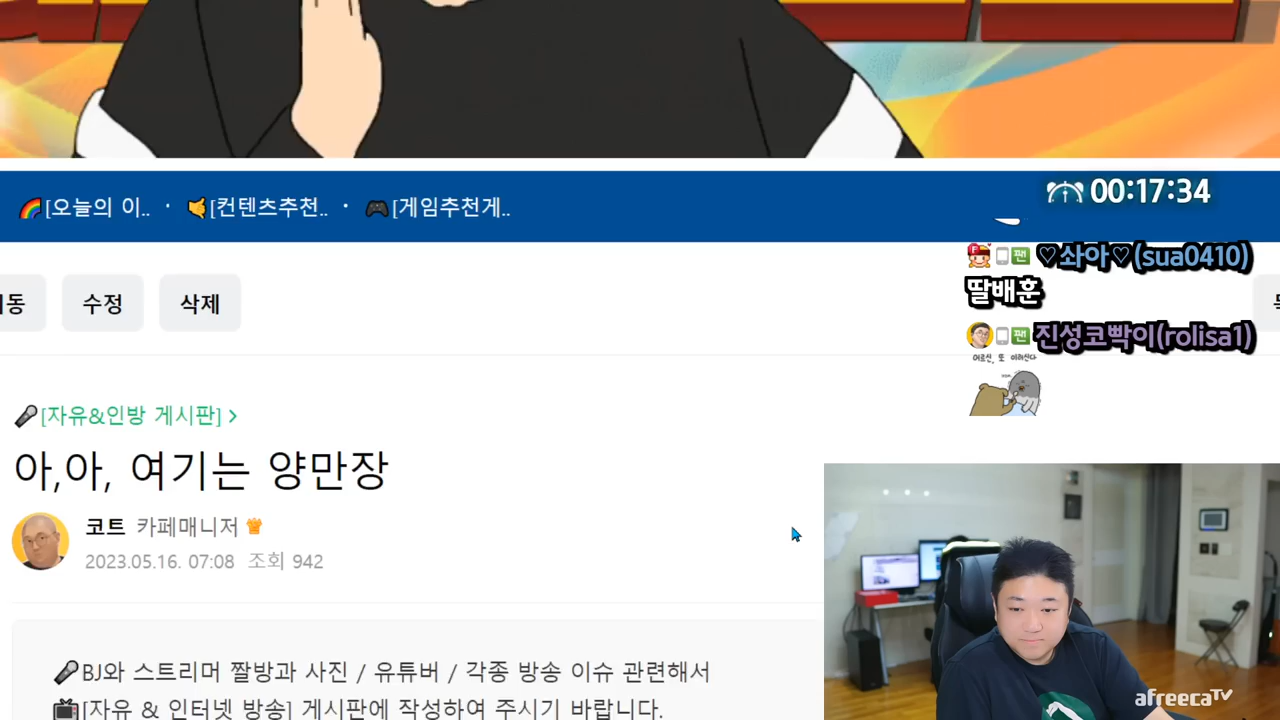 🌈[오늘의 이.. · 🤙[컨텐츠추천.. · 🎮[게임추천게..
00:17:34
팬 ♡솨아♡(sua0410)
딸배훈
팬 진성코빡이(rolisa1)
동 수정 삭제
🎤[자유&인방 게시판] >
아,아, 여기는 양만장
코트 카페매니저
2023.05.16. 07:08 조회 942
🎤BJ와 스트리머 짤방과 사진 / 유튜버 / 각종 방송 이슈 관련해서
📺[자유 & 인터넷 방송] 게시판에 작성하여 주시기 바랍니다.
afreecaTV